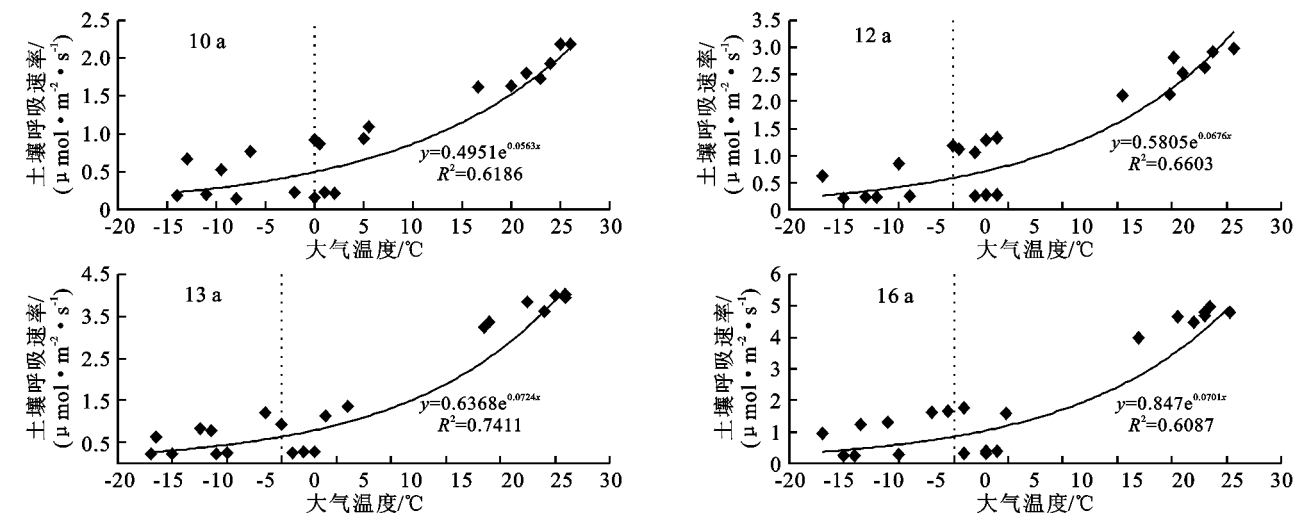 2.5
2.0
1.5
1.0
0.5
0
土壤呼吸速率/
(μmol·m⁻²·s⁻¹)
10 a
y=0.4951e^0.0563x
R²=0.6186
-20 -15 -10 -5 0 5 10 15 20 25 30
大气温度/℃
3.5
3.0
2.5
2.0
1.5
1.0
0.5
0
土壤呼吸速率/
(μmol·m⁻²·s⁻¹)
12 a
y=0.5805e^0.0676x
R²=0.6603
-20 -15 -10 -5 0 5 10 15 20 25 30
大气温度/℃
4.5
3.5
2.5
1.5
0.5
土壤呼吸速率/
(μmol·m⁻²·s⁻¹)
13 a
y=0.6368e^0.0724x
R²=0.7411
-20 -15 -10 -5 0 5 10 15 20 25 30
大气温度/℃
6
5
4
3
2
1
0
土壤呼吸速率/
(μmol·m⁻²·s⁻¹)
16 a
y=0.847e^0.0701x
R²=0.6087
-20 -15 -10 -5 0 5 10 15 20 25 30
大气温度/℃